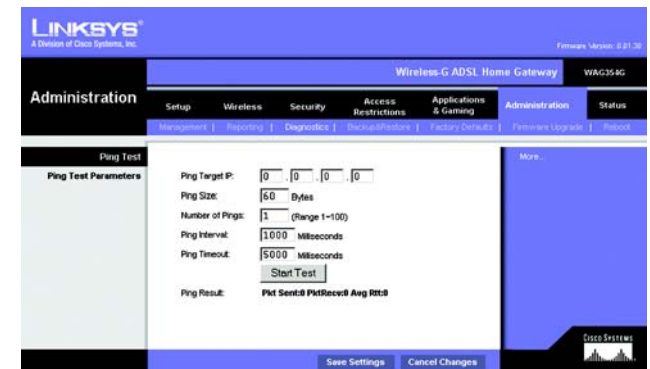 LINKSYS®
A Division of Cisco Systems, Inc.
Firmware Version: 0.01.30
Wireless-G ADSL Home Gateway WAG354G
Administration
Setup Wireless Security Access Restrictions Applications & Gaming Administration Status
Management | Reporting | Diagnostics | Backup&Restore | Factory Defaults | Firmware Upgrade | Reboot
Ping Test
More...
Ping Test Parameters
Ping Target IP: 0 . 0 . 0 . 0
Ping Size: 60 Bytes
Number of Pings: 1 (Range 1~100)
Ping Interval: 1000 Milliseconds
Ping Timeout: 5000 Milliseconds
Start Test
Ping Result: Pkt Sent:0 PktRecv:0 Avg Rtt:0
Save Settings Cancel Changes
CISCO SYSTEMS